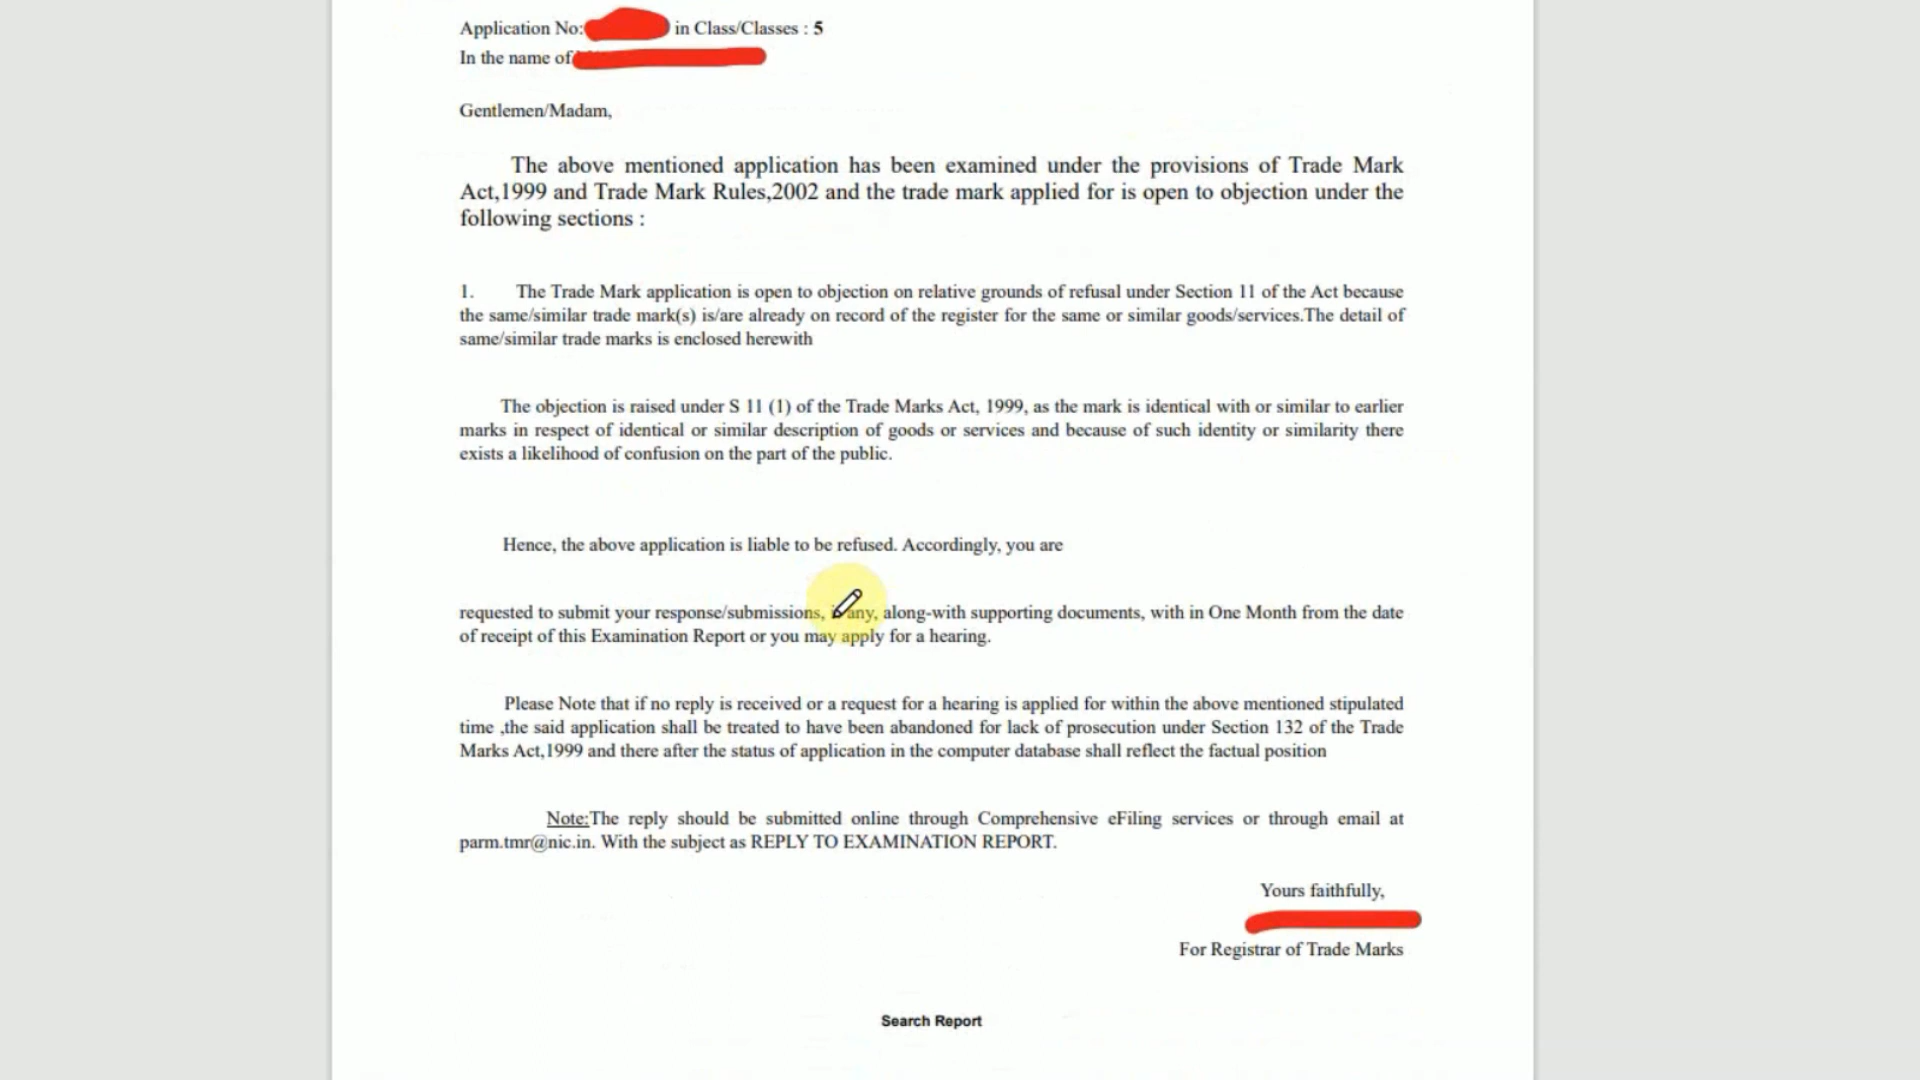 Application No: in Class/Classes : 5
In the name of
Gentlemen/Madam,
The above mentioned application has been examined under the provisions of Trade Mark
Act,1999 and Trade Mark Rules,2002 and the trade mark applied for is open to objection under the
following sections :
1. The Trade Mark application is open to objection on relative grounds of refusal under Section 11 of the Act because
the same/similar trade mark(s) is/are already on record of the register for the same or similar goods/services.The detail of
same/similar trade marks is enclosed herewith
The objection is raised under S 11 (1) of the Trade Marks Act, 1999, as the mark is identical with or similar to earlier
marks in respect of identical or similar description of goods or services and because of such identity or similarity there
exists a likelihood of confusion on the part of the public.
Hence, the above application is liable to be refused. Accordingly, you are
requested to submit your response/submissions, any, along-with supporting documents, with in One Month from the date
of receipt of this Examination Report or you may apply for a hearing.
Please Note that if no reply is received or a request for a hearing is applied for within the above mentioned stipulated
time ,the said application shall be treated to have been abandoned for lack of prosecution under Section 132 of the Trade
Marks Act,1999 and there after the status of application in the computer database shall reflect the factual position
Note:The reply should be submitted online through Comprehensive eFiling services or through email at
parm.tmr@nic.in. With the subject as REPLY TO EXAMINATION REPORT.
Yours faithfully,
For Registrar of Trade Marks
Search Report